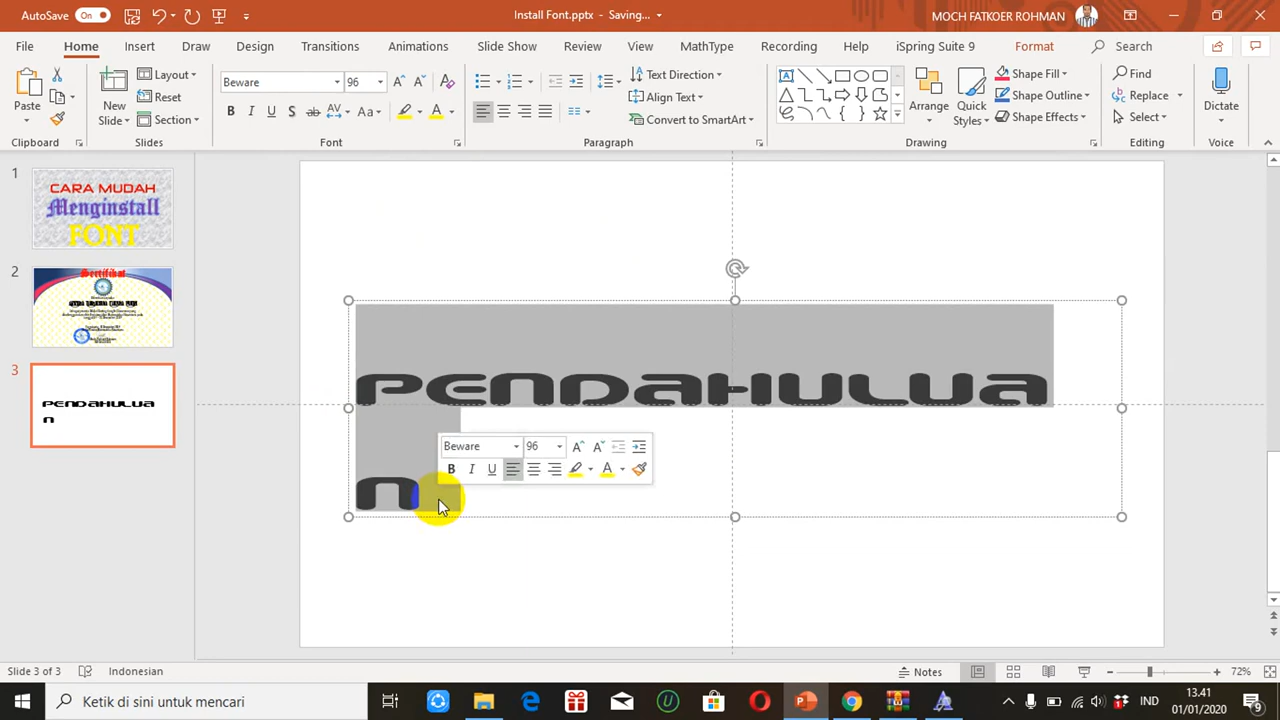 AutoSave On Install Font.pptx - Saving... MOCH FATKOER ROHMAN
File Home Insert Draw Design Transitions Animations Slide Show Review View MathType Recording Help iSpring Suite 9 Format Search
Paste New Slide Layout Reset Section Beware 96 Text Direction Align Text Convert to SmartArt Arrange Quick Styles Shape Fill Shape Outline Shape Effects Find Replace Select Dictate
Clipboard Slides Font Paragraph Drawing Editing Voice
1
CARA MUDAH
Menginstall
FONT
2
Sertifikat
3
PENDAHULUA
N
PENDAHULUA
N
Beware 96
B I U A
Slide 3 of 3 Indonesian Notes 72%
Ketik di sini untuk mencari IND 13.41
01/01/2020